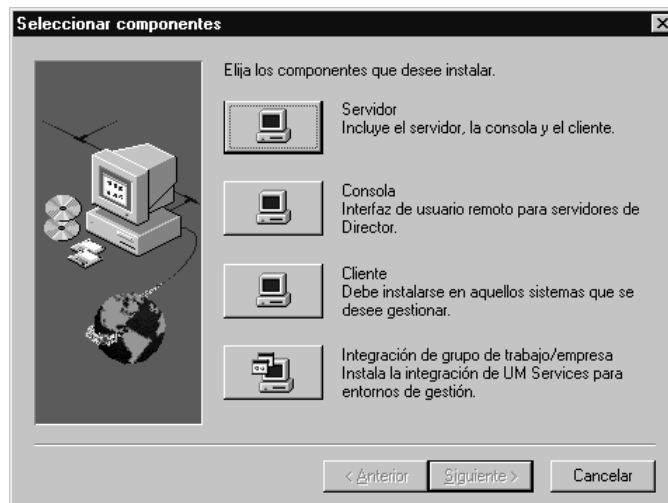 Seleccionar componentes
Elija los componentes que desee instalar.
Servidor
Incluye el servidor, la consola y el cliente.
Consola
Interfaz de usuario remoto para servidores de
Director.
Cliente
Debe instalarse en aquellos sistemas que se
desee gestionar.
Integración de grupo de trabajo/empresa
Instala la integración de UM Services para
entornos de gestión.
< Anterior
Siguiente >
Cancelar